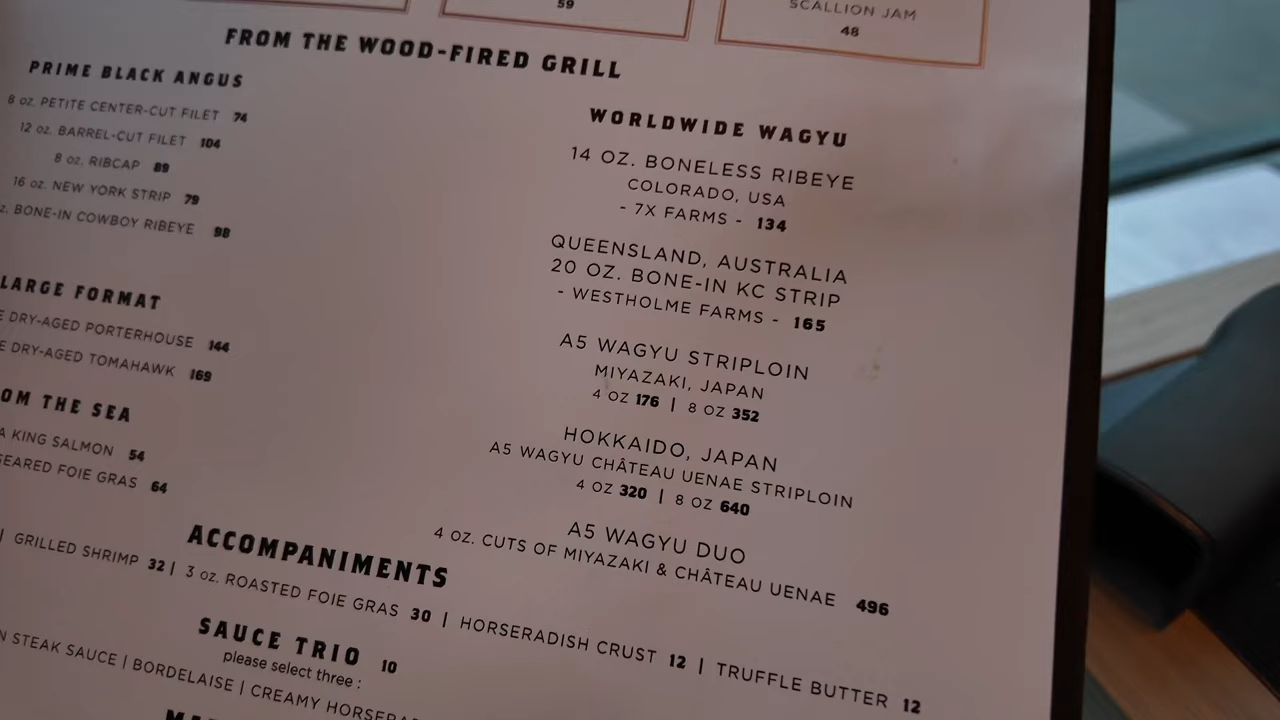 59
SCALLION JAM
48
FROM THE WOOD-FIRED GRILL
PRIME BLACK ANGUS
8 oz. PETITE CENTER-CUT FILET 74
12 oz. BARREL-CUT FILET 104
8 oz. RIBCAP 89
16 oz. NEW YORK STRIP 79
BONE-IN COWBOY RIBEYE 98
LARGE FORMAT
DRY-AGED PORTERHOUSE 144
DRY-AGED TOMAHAWK 169
THE SEA
KING SALMON 54
SEARED FOIE GRAS 64
WORLDWIDE WAGYU
14 OZ. BONELESS RIBEYE
COLORADO, USA
- 7X FARMS - 134
QUEENSLAND, AUSTRALIA
20 OZ. BONE-IN KC STRIP
- WESTHOLME FARMS - 165
A5 WAGYU STRIPLOIN
MIYAZAKI, JAPAN
4 OZ 176 | 8 OZ 352
HOKKAIDO, JAPAN
A5 WAGYU CHÂTEAU UENAE STRIPLOIN
4 OZ 320 | 8 OZ 640
A5 WAGYU DUO
4 OZ. CUTS OF MIYAZAKI & CHÂTEAU UENAE 496
ACCOMPANIMENTS
| GRILLED SHRIMP 32 | 3 oz. ROASTED FOIE GRAS 30 | HORSERADISH CRUST 12 | TRUFFLE BUTTER 12
SAUCE TRIO 10
please select three :
STEAK SAUCE | BORDELAISE | CREAMY